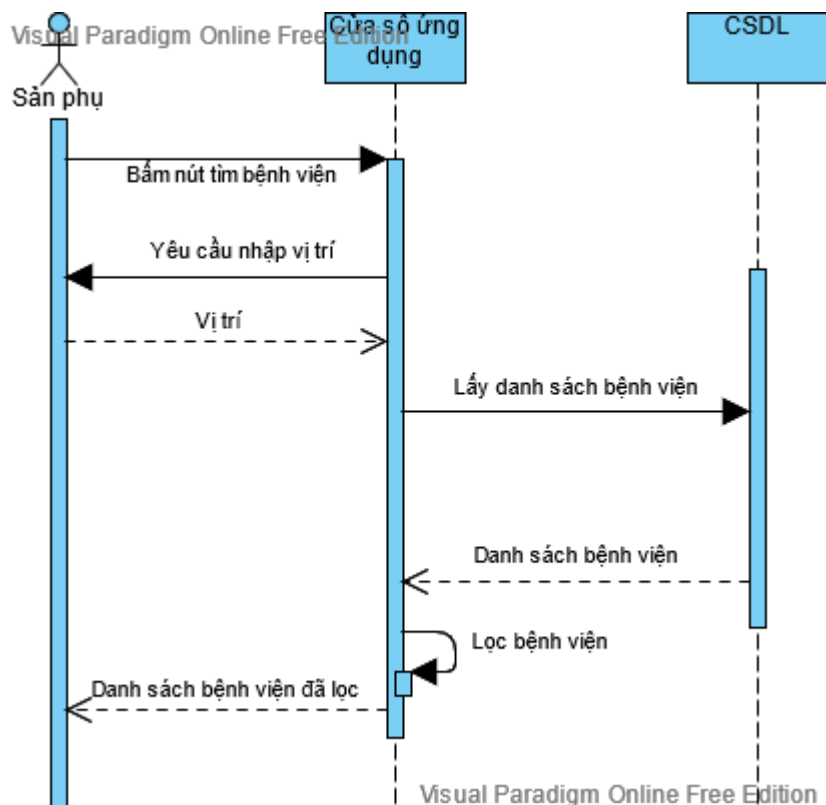 Visual Paradigm Online Free Edition
Cửa sổ ứng
dụng
CSDL
Sản phụ
Bấm nút tìm bệnh viện
Yêu cầu nhập vị trí
Vị trí
Lấy danh sách bệnh viện
Danh sách bệnh viện
Lọc bệnh viện
Danh sách bệnh viện đã lọc
Visual Paradigm Online Free Edition